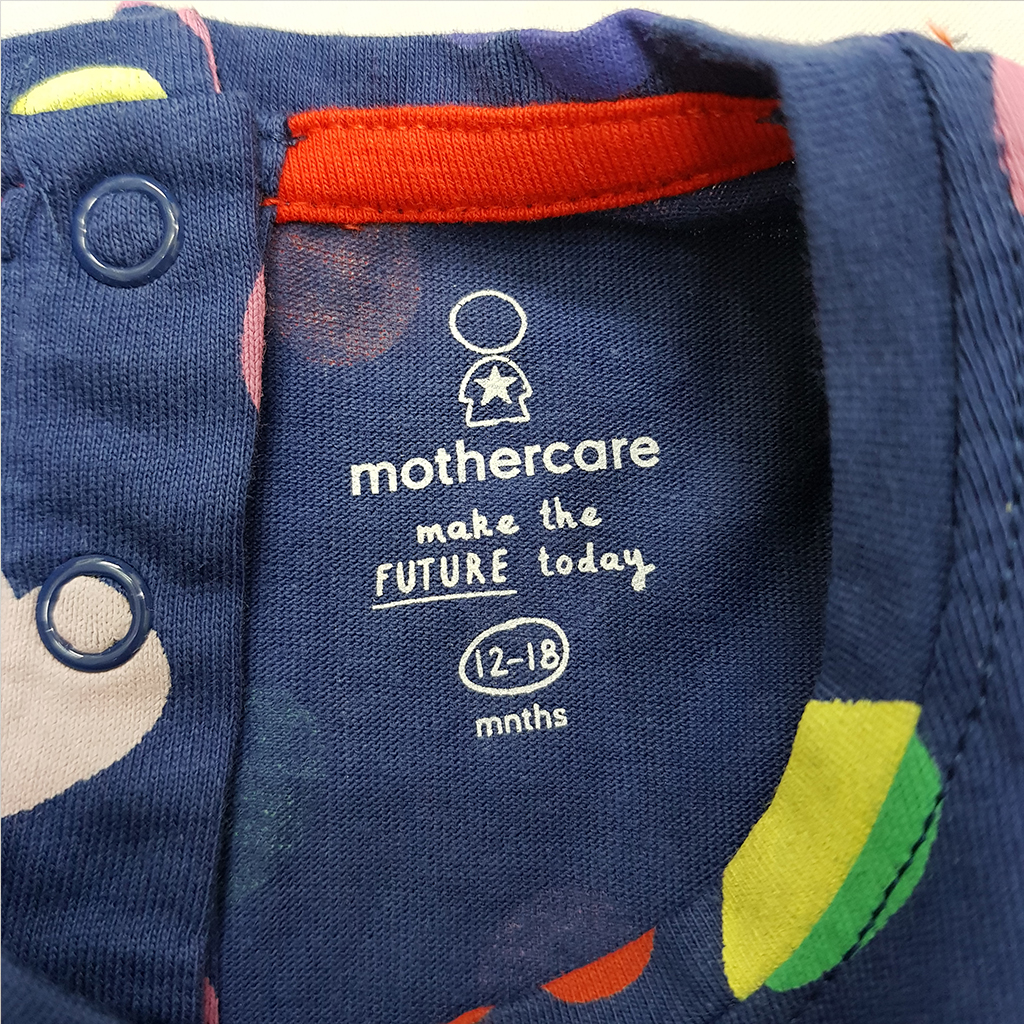 mothercare
make the
FUTURE today
12-18
mnths